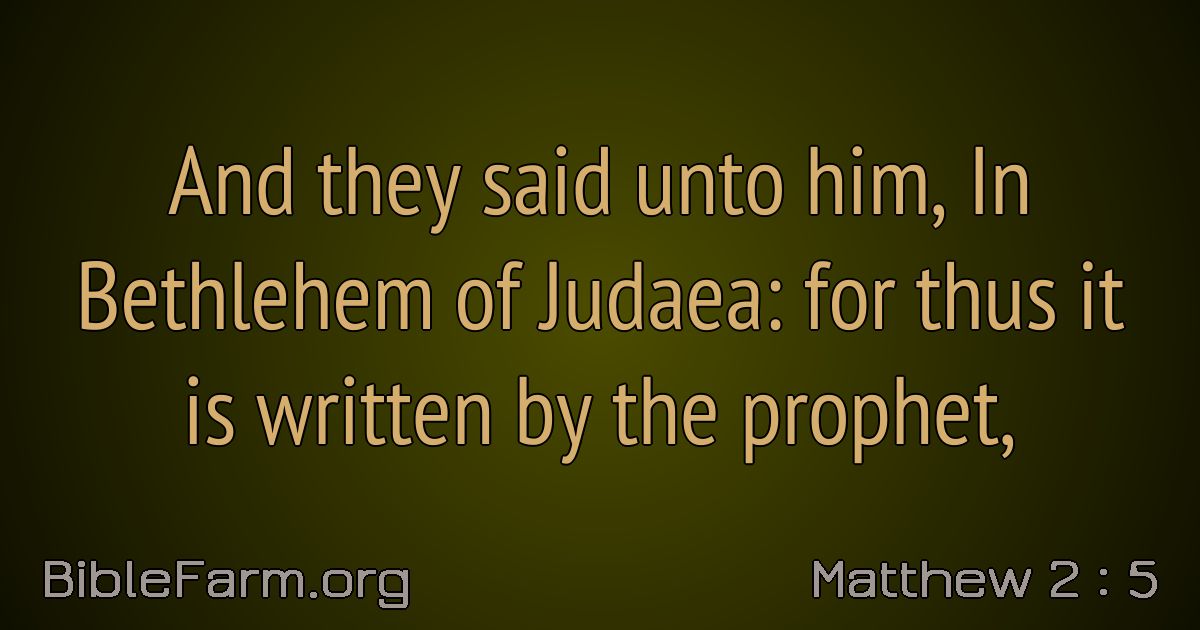 And they said unto him, In
Bethlehem of Judaea: for thus it
is written by the prophet,
BibleFarm.org
Matthew 2 : 5